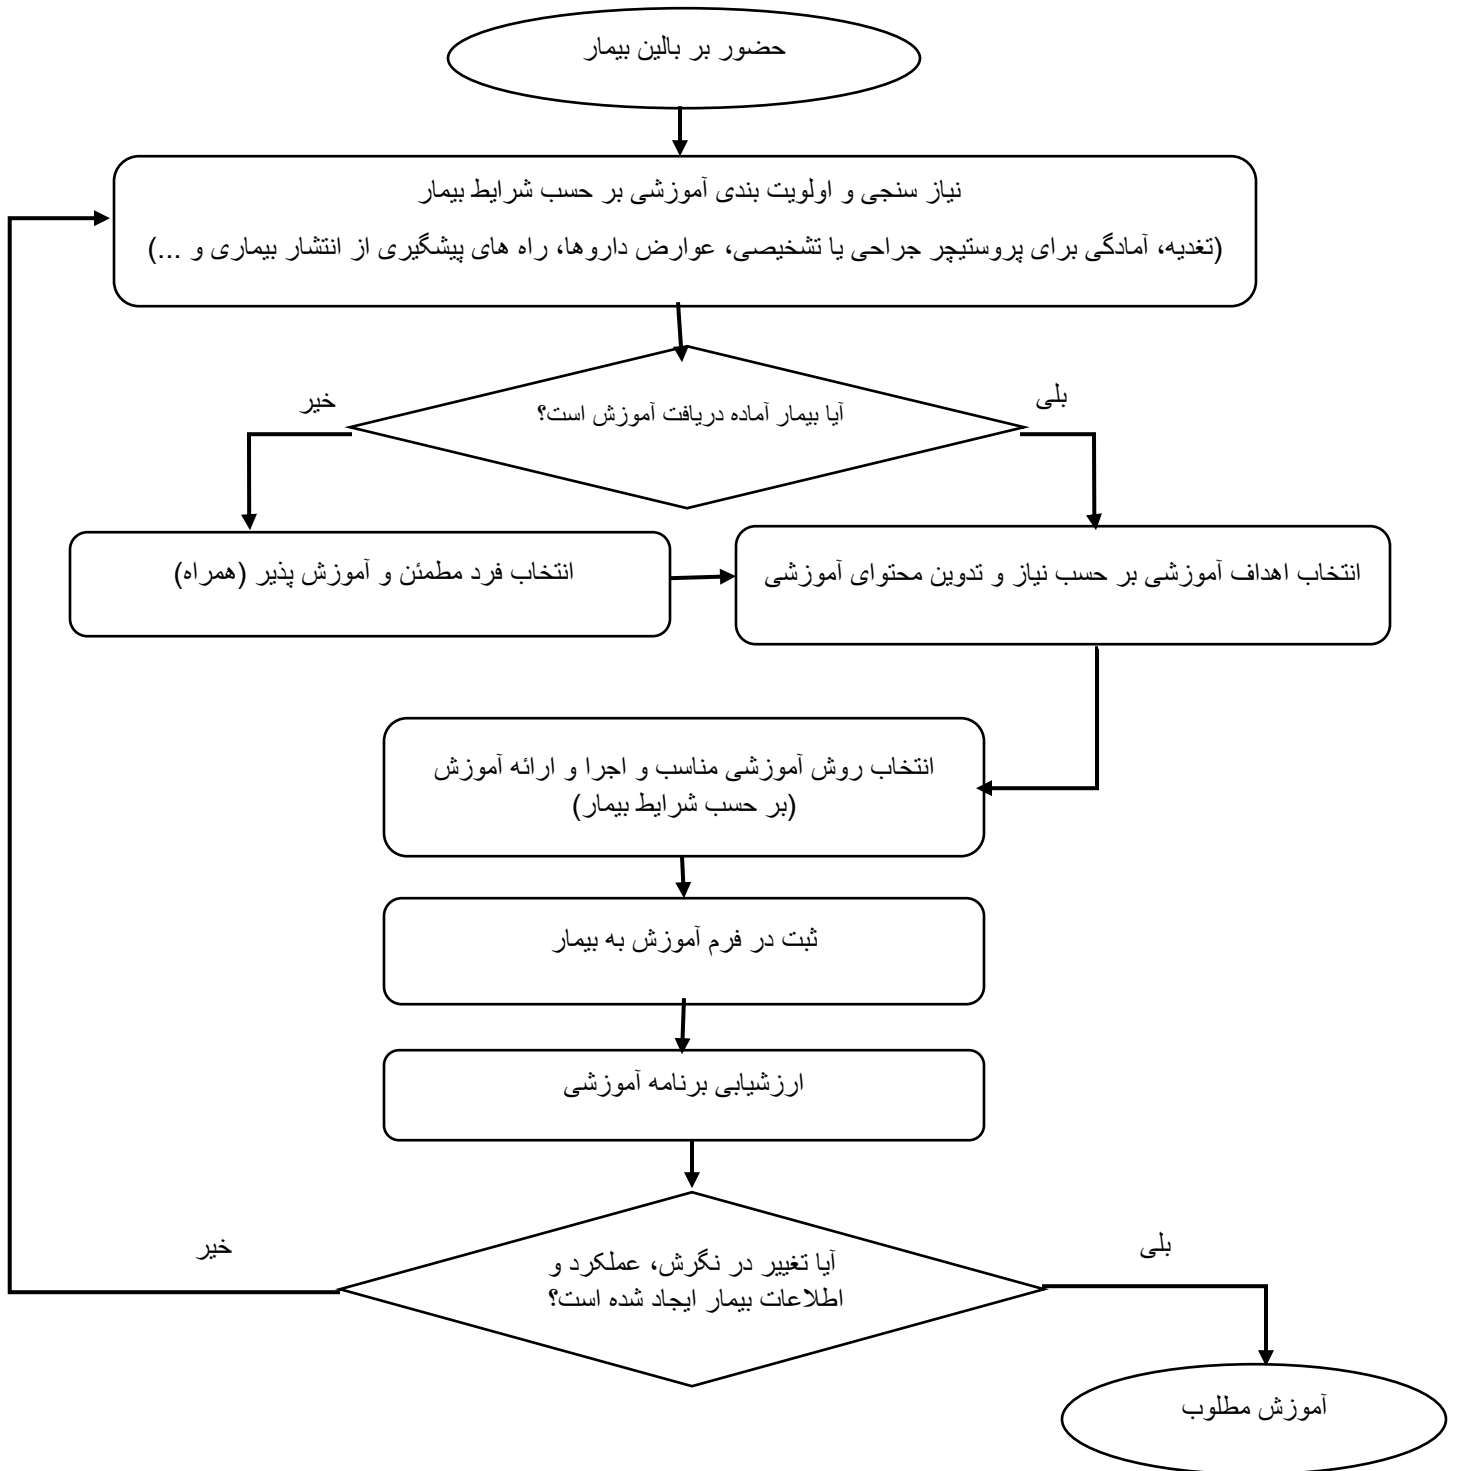 حضور بر بالین بیمار
نیاز سنجی و اولویت بندی آموزشی بر حسب شرایط بیمار
(تغدیه، آمادگی برای پروستیچر جراحی یا تشخیصی، عوارض داروها، راه های پیشگیری از انتشار بیماری و ...)
آیا بیمار آماده دریافت آموزش است؟
بلی
خیر
انتخاب اهداف آموزشی بر حسب نیاز و تدوین محتوای آموزشی
انتخاب فرد مطمئن و آموزش پذیر (همراه)
انتخاب روش آموزشی مناسب و اجرا و ارائه آموزش
(بر حسب شرایط بیمار)
ثبت در فرم آموزش به بیمار
ارزشیابی برنامه آموزشی
آیا تغییر در نگرش، عملکرد و
اطلاعات بیمار ایجاد شده است؟
بلی
خیر
آموزش مطلوب